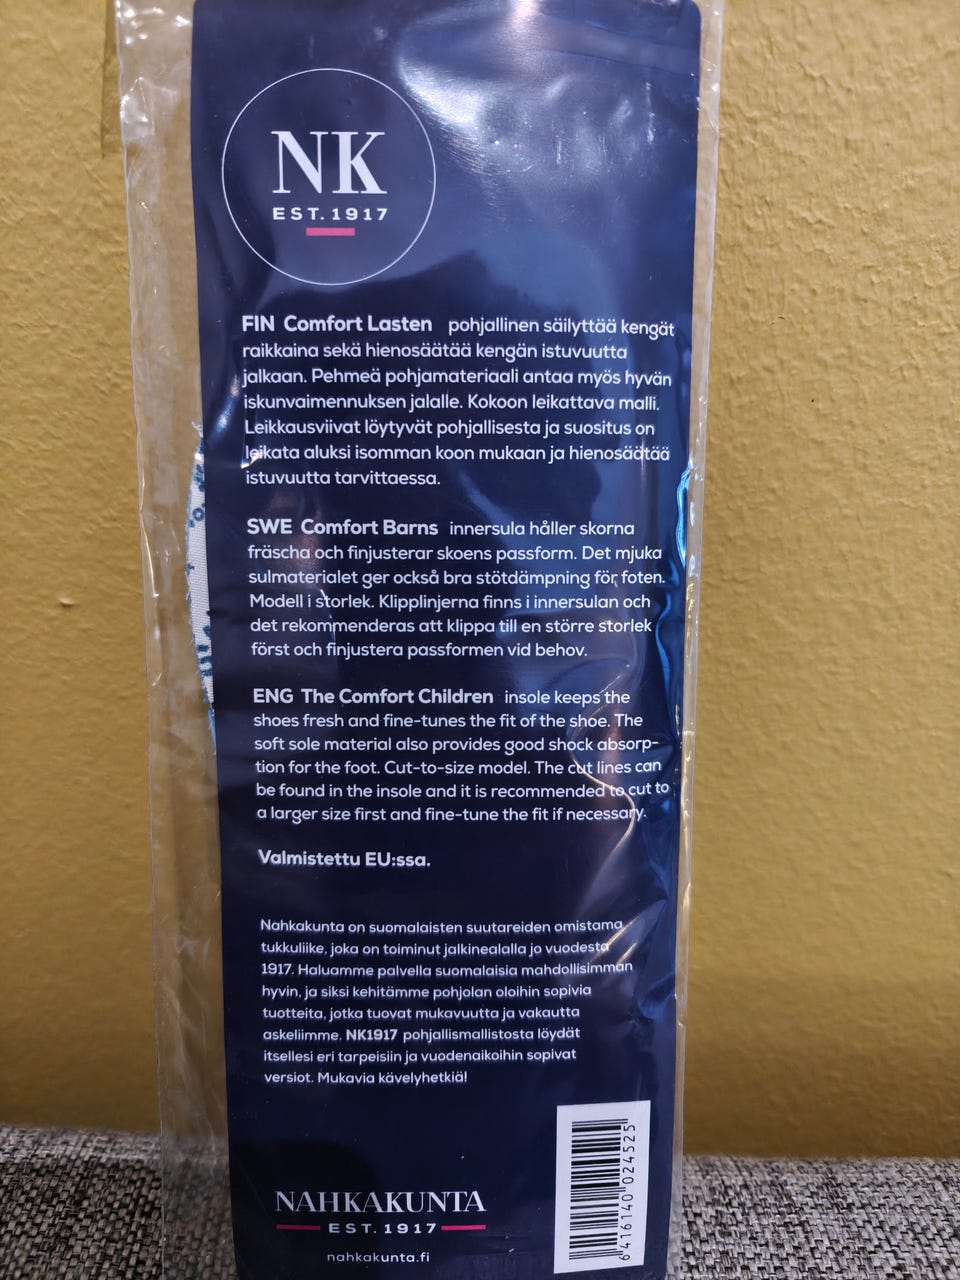 NK
EST. 1917
FIN Comfort Lasten pohjallinen säilyttää kengät
raikkaina sekä hienosäätää kengän istuvuutta
jalkaan. Pehmeä pohjamateriaali antaa myös hyvän
iskunvaimennuksen jalalle. Kokoon leikattava malli.
Leikkausviivat löytyvät pohjallisesta ja suositus on
leikata aluksi isomman koon mukaan ja hienosäätää
istuvuutta tarvittaessa.
SWE Comfort Barns innersula håller skorna
fräscha och finjusterar skoens passform. Det mjuka
sulmaterialet ger också bra stötdämpning för foten.
Modell i storlek. Klipplinjerna finns i innersulan och
det rekommenderas att klippa till en större storlek
först och finjustera passformen vid behov.
ENG The Comfort Children insole keeps the
shoes fresh and fine-tunes the fit of the shoe. The
soft sole material also provides good shock absorp-
tion for the foot. Cut-to-size model. The cut lines can
be found in the insole and it is recommended to cut to
a larger size first and fine-tune the fit if necessary.
Valmistettu EU:ssa.
Nahkakunta on suomalaisten suutareiden omistama
tukkuliike, joka on toiminut jalkinealalla jo vuodesta
1917. Haluamme palvella suomalaisia mahdollisimman
hyvin, ja siksi kehitämme pohjolan oloihin sopivia
tuotteita, jotka tuovat mukavuutta ja vakautta
askeliimme. NK1917 pohjallismallistosta löydät
itsellesi eri tarpeisiin ja vuodenaikoihin sopivat
versiot. Mukavia kävelyhetkiä!
NAHKAKUNTA
EST. 1917
nahkakunta.fi
6 416140 024525